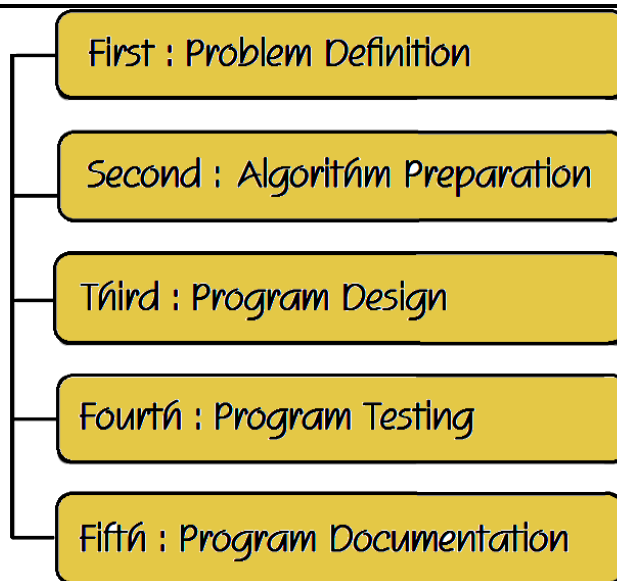 First : Problem Definition
Second : Algorithm Preparation
Third : Program Design
Fourth : Program Testing
Fifth : Program Documentation